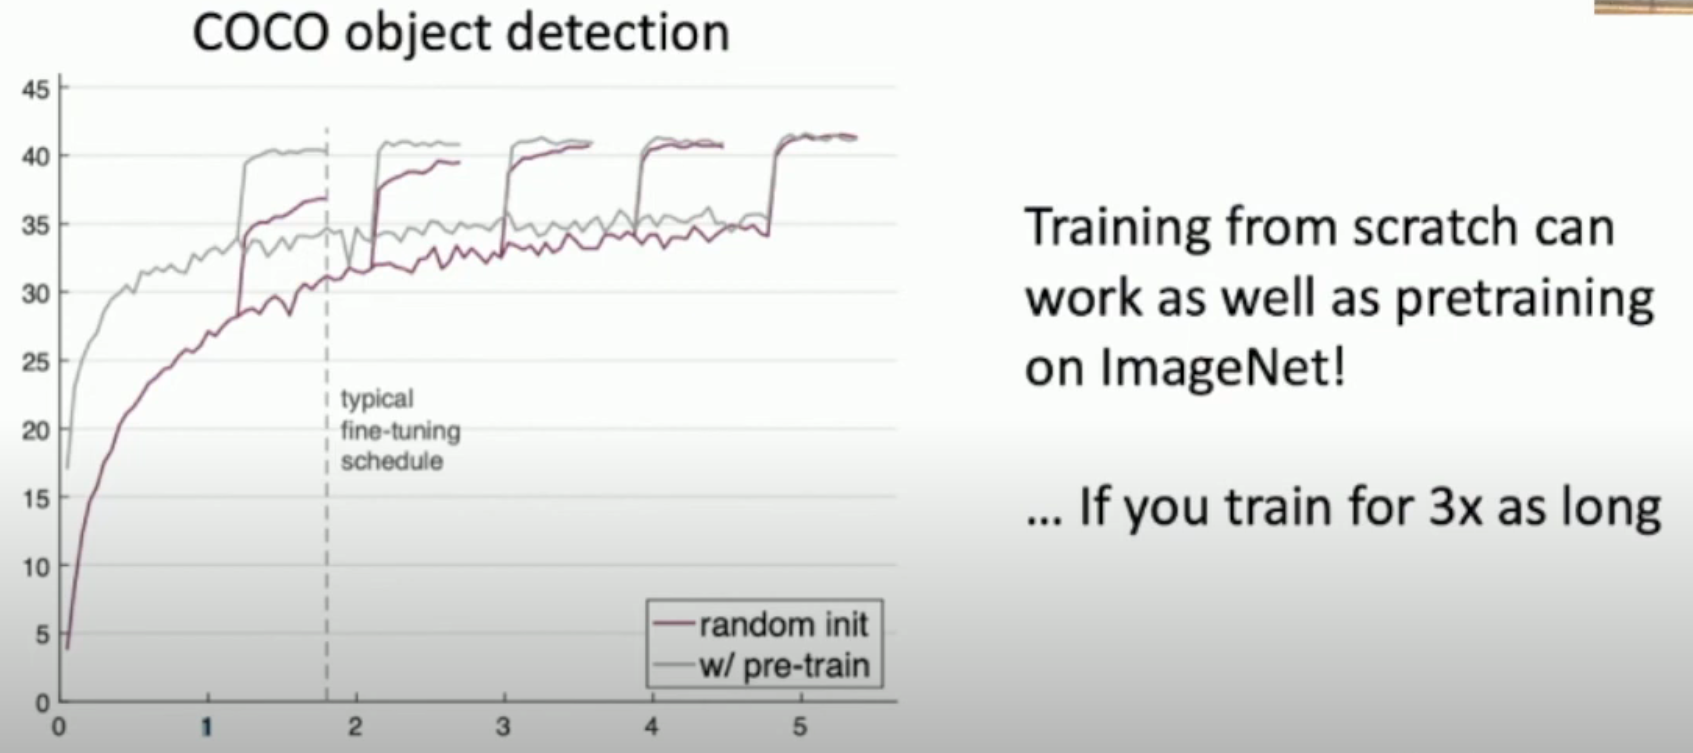 COCO object detection
45
40
35
30
25
20
15
10
5
0
0 1 2 3 4 5
typical
fine-tuning
schedule
random init
w/ pre-train
Training from scratch can
work as well as pretraining
on ImageNet!
... If you train for 3x as long